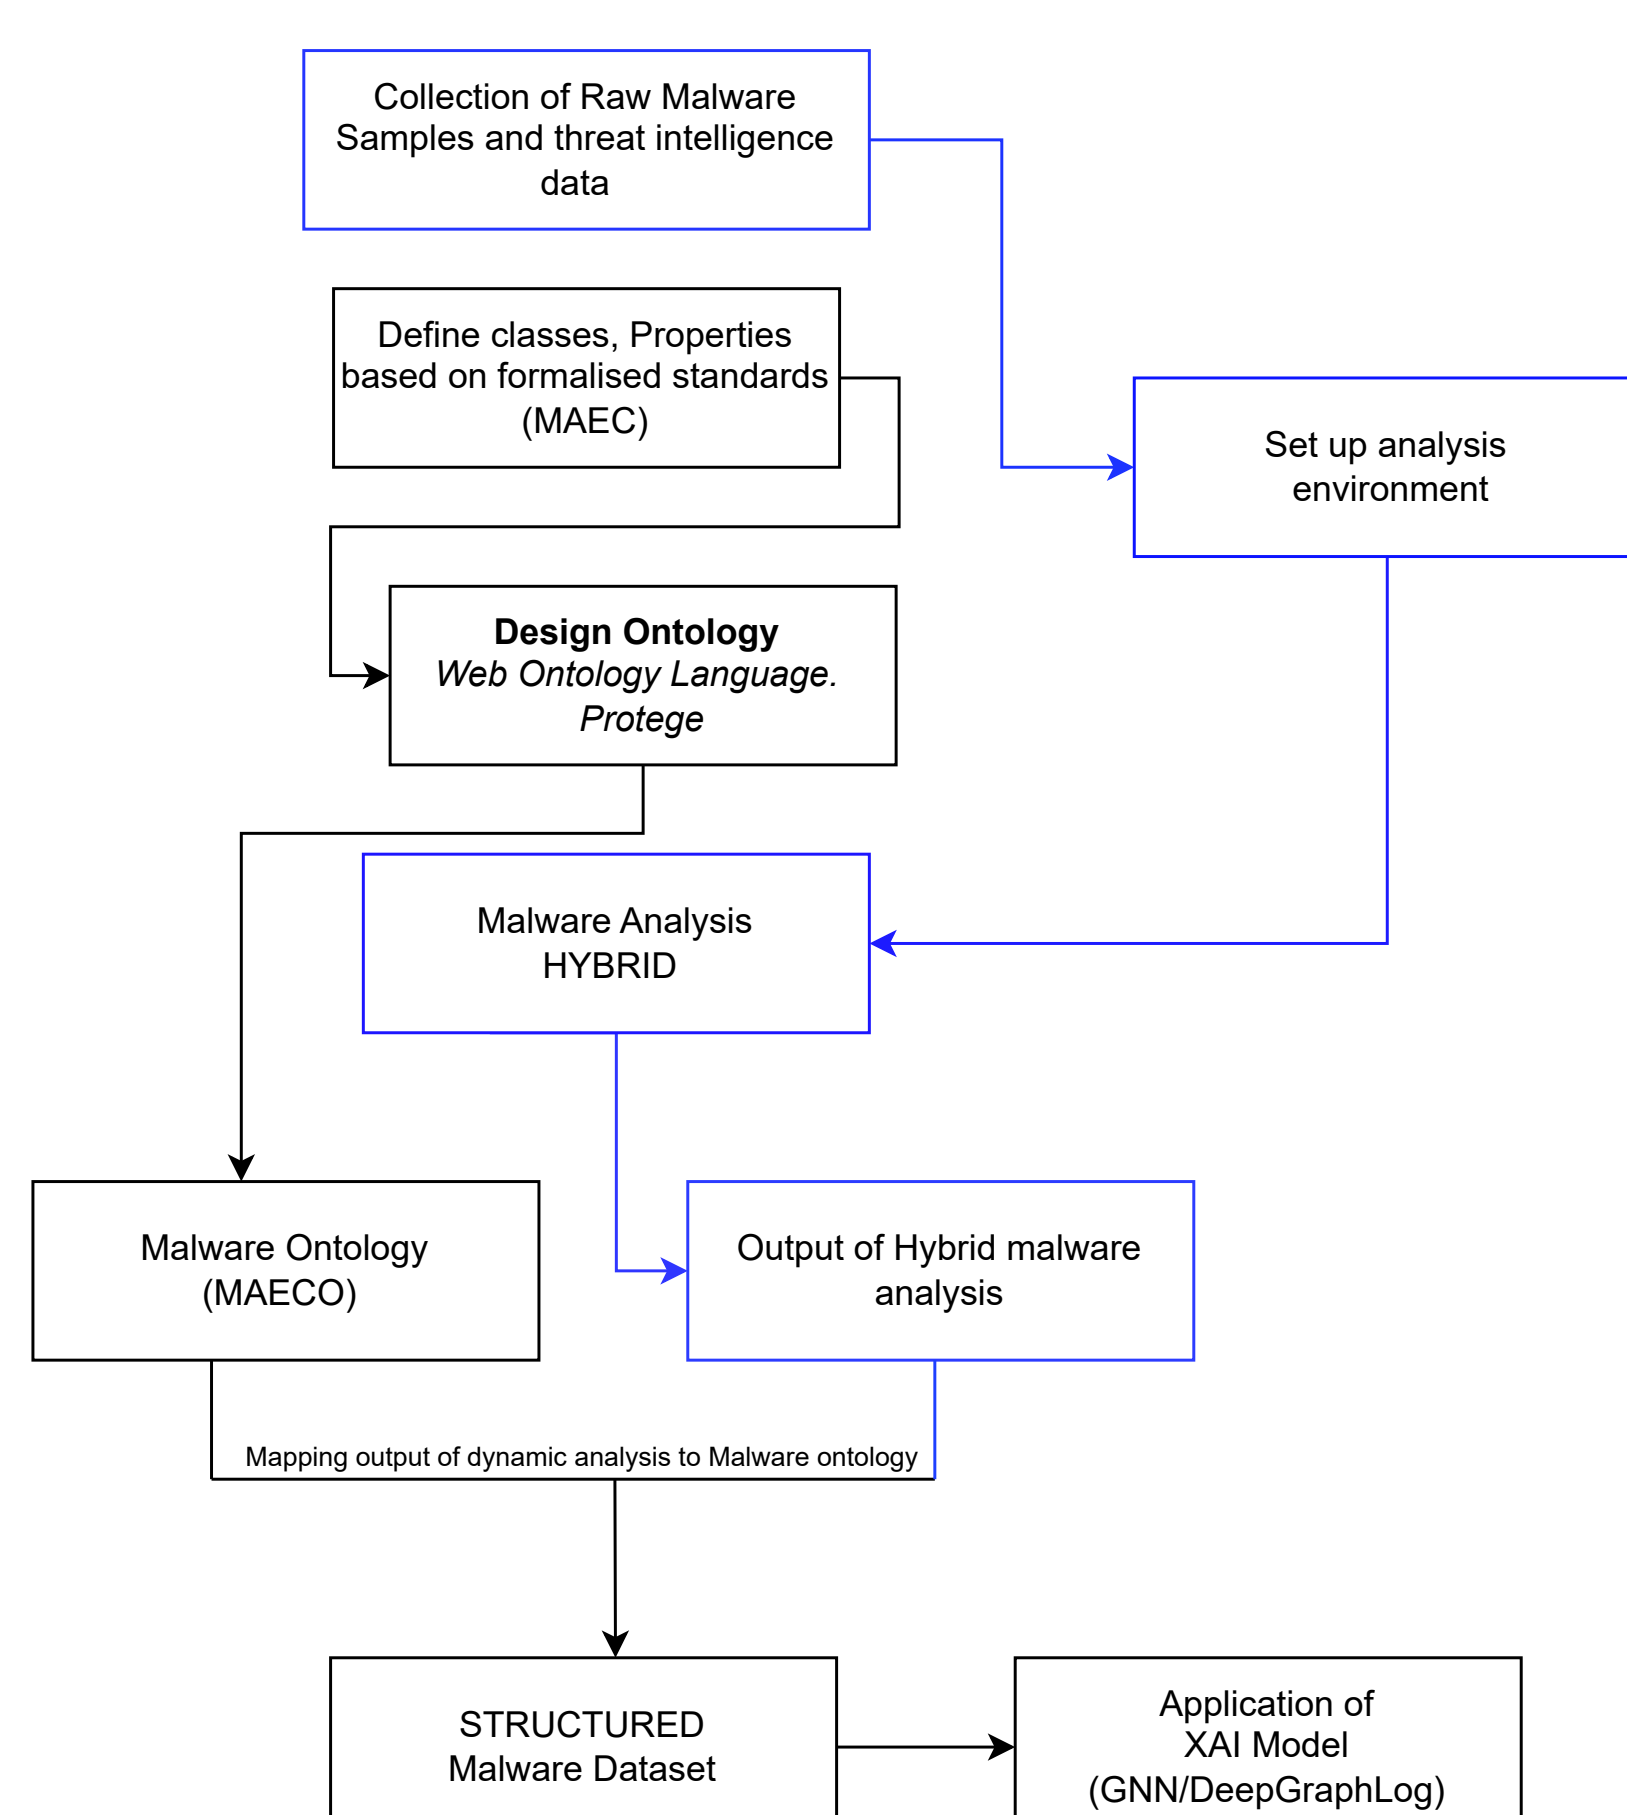 Collection of Raw Malware
Samples and threat intelligence
data
Define classes, Properties
based on formalised standards
(MAEC)
Set up analysis
environment
Design Ontology
Web Ontology Language.
Protege
Malware Analysis
HYBRID
Malware Ontology
(MAECO)
Output of Hybrid malware
analysis
Mapping output of dynamic analysis to Malware ontology
STRUCTURED
Malware Dataset
Application of
XAI Model
(GNN/DeepGraphLog)